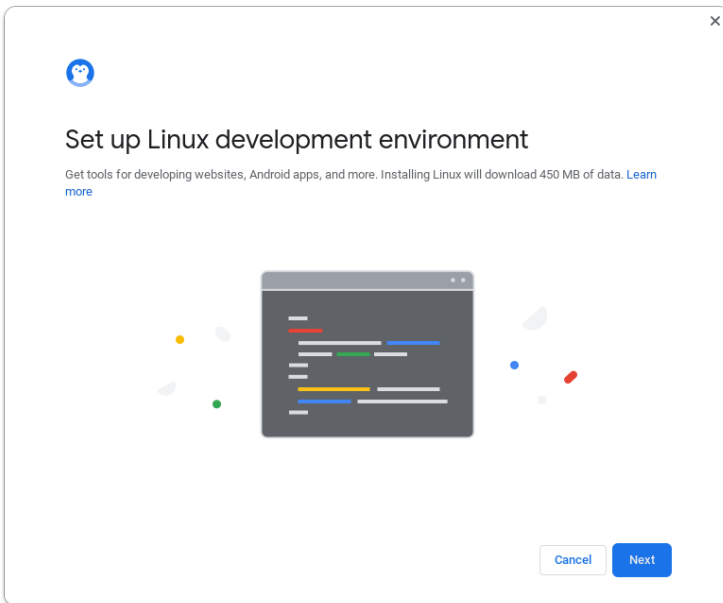 Set up Linux development environment
Get tools for developing websites, Android apps, and more. Installing Linux will download 450 MB of data. Learn
more
Cancel
Next